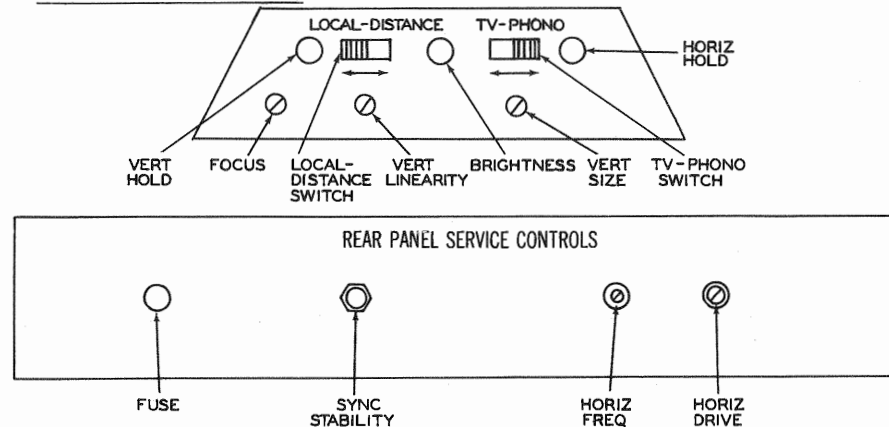 LOCAL-DISTANCE TV-PHONO
HORIZ
HOLD
VERT
HOLD
FOCUS
LOCAL-
DISTANCE
SWITCH
VERT
LINEARITY
BRIGHTNESS
VERT
SIZE
TV-PHONO
SWITCH
REAR PANEL SERVICE CONTROLS
FUSE
SYNC
STABILITY
HORIZ
FREQ
HORIZ
DRIVE